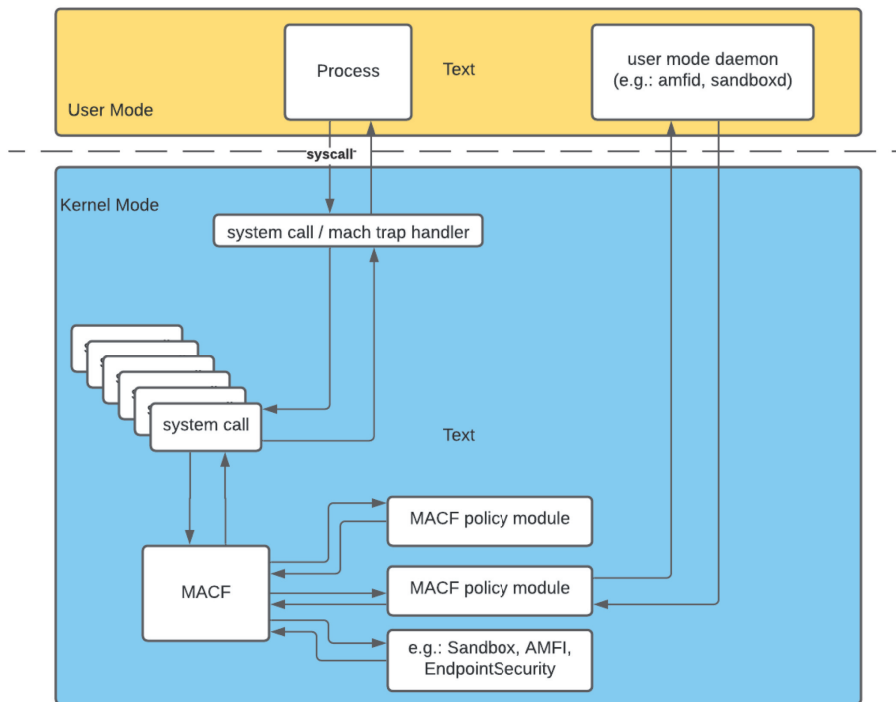 Process
Text
user mode daemon
(e.g.: amfid, sandboxd)
User Mode
syscall
Kernel Mode
system call / mach trap handler
system call
Text
MACF policy module
MACF
MACF policy module
e.g.: Sandbox, AMFI,
EndpointSecurity